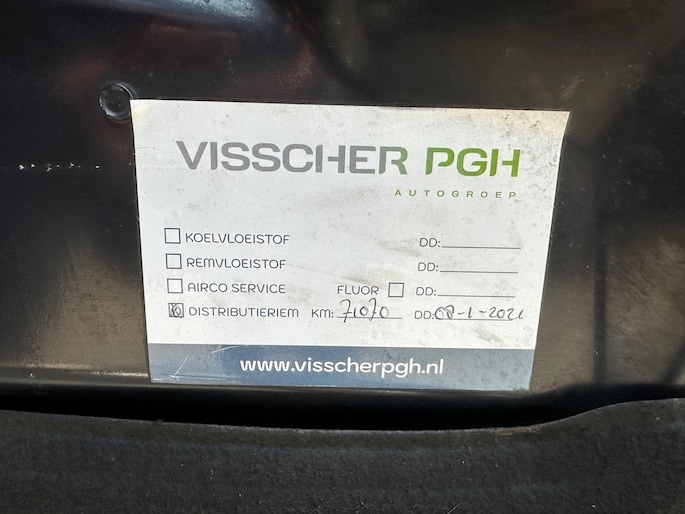 VISSCHER PGH
AUTOGROEP
KOELVLOEISTOF DD:
REMVLOEISTOF DD:
AIRCO SERVICE FLUOR DD:
DISTRIBUTIERIEM KM: 71070 DD:
www.visscherpgh.nl